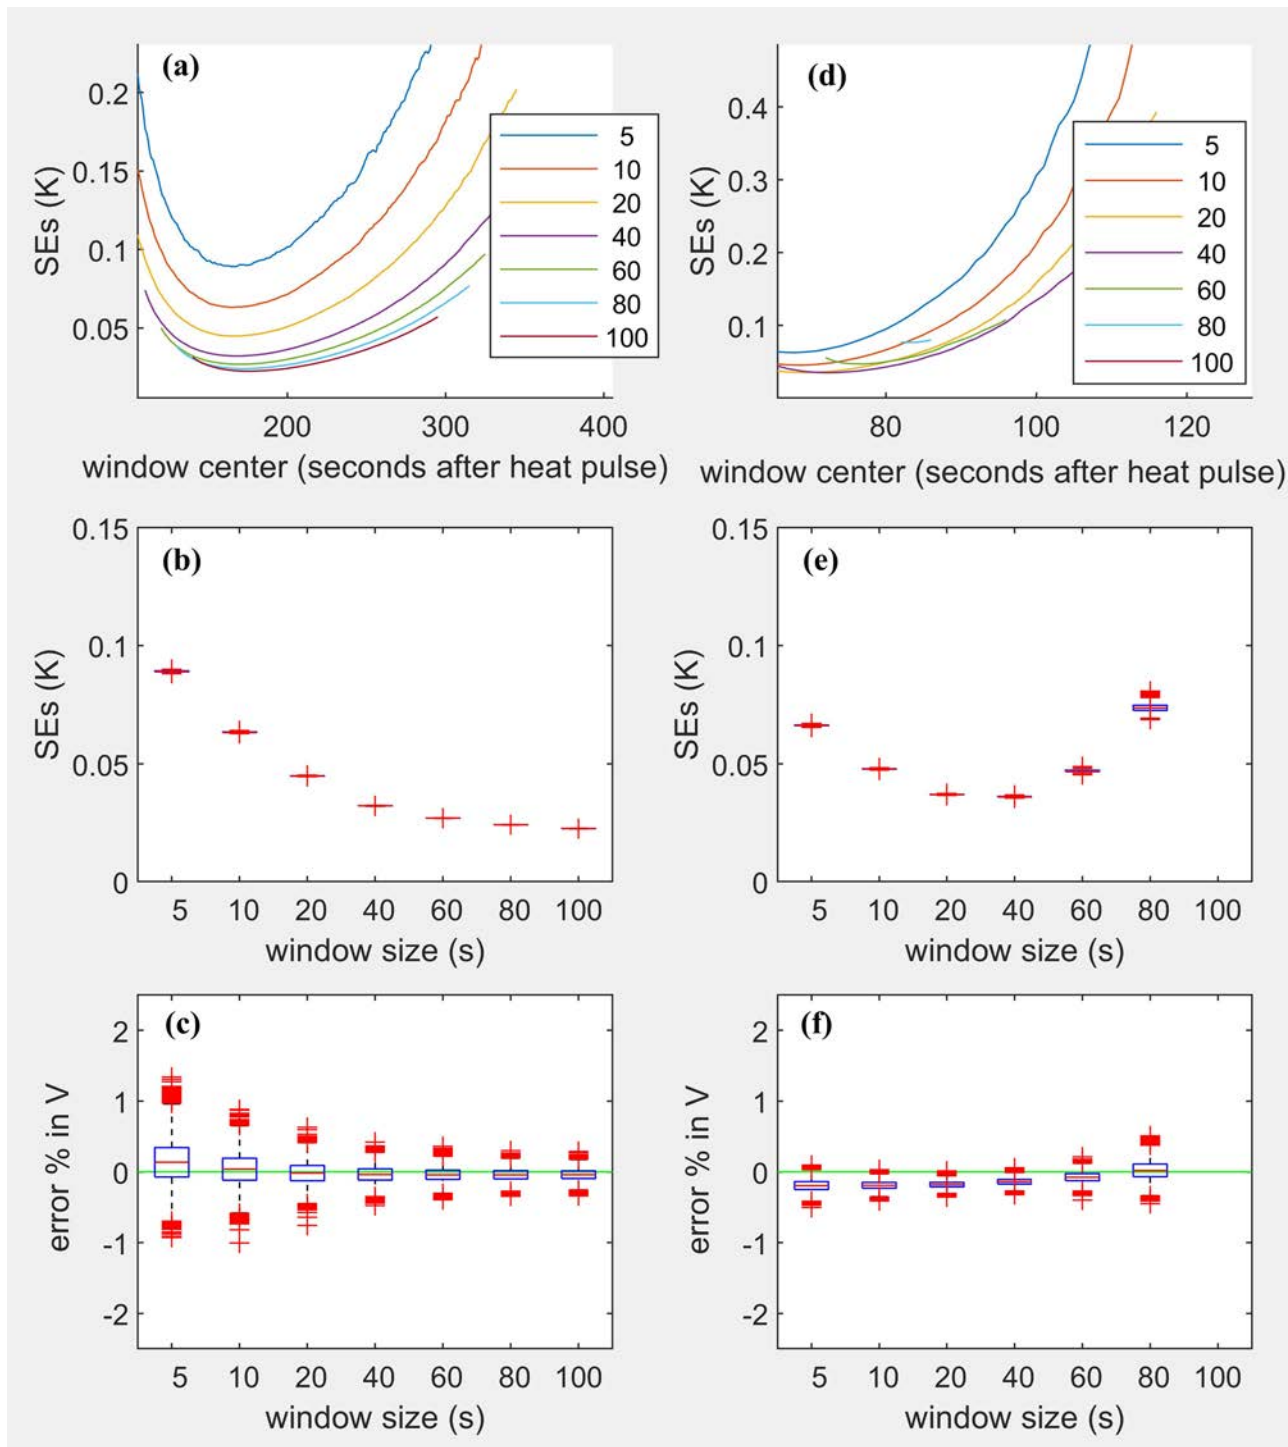 (a)
SEs (K)
0.2
0.15
0.1
0.05
200 300 400
window center (seconds after heat pulse)
5
10
20
40
60
80
100
(d)
SEs (K)
0.4
0.3
0.2
0.1
80 100 120
window center (seconds after heat pulse)
5
10
20
40
60
80
100
(b)
SEs (K)
0.15
0.1
0.05
0
5 10 20 40 60 80 100
window size (s)
(e)
SEs (K)
0.15
0.1
0.05
0
5 10 20 40 60 80 100
window size (s)
(c)
error % in V
2
1
0
-1
-2
5 10 20 40 60 80 100
window size (s)
(f)
error % in V
2
1
0
-1
-2
5 10 20 40 60 80 100
window size (s)